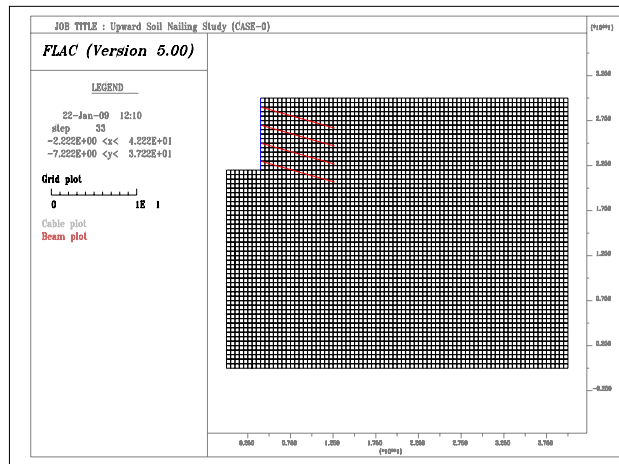 JOB TITLE : Upward Soil Nailing Study (CASE-0)
(*10**1)
FLAC (Version 5.00)
LEGEND
22-Jan-09 12:10
step 33
-2.222E+00 <x< 4.222E+01
-7.222E+00 <y< 3.722E+01
Grid plot
0 1E 1
Cable plot
Beam plot
3.250
2.750
2.250
1.750
1.250
0.750
0.250
-0.250
0.250 0.750 1.250 1.750 2.250 2.750 3.250 3.750
(*10**1)